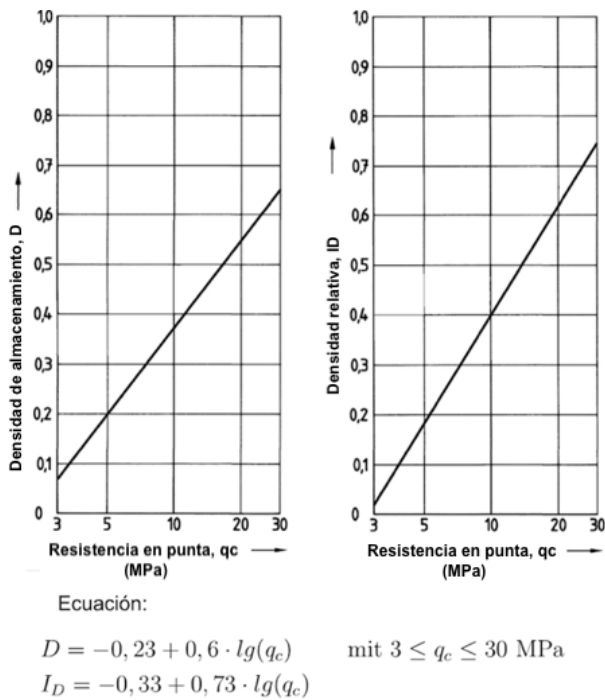 1,0
0,9
0,8
0,7
0,6
0,5
0,4
0,3
0,2
0,1
0
3 5 10 20 30
Densidad de almacenamiento, D
Resistencia en punta, qc
(MPa)
1,0
0,9
0,8
0,7
0,6
0,5
0,4
0,3
0,2
0,1
0
3 5 10 20 30
Densidad relativa, ID
Resistencia en punta, qc
(MPa)
Ecuación:
D = −0, 23 + 0, 6 · lg(q_c) mit 3 ≤ q_c ≤ 30 MPa
I_D = −0, 33 + 0, 73 · lg(q_c)